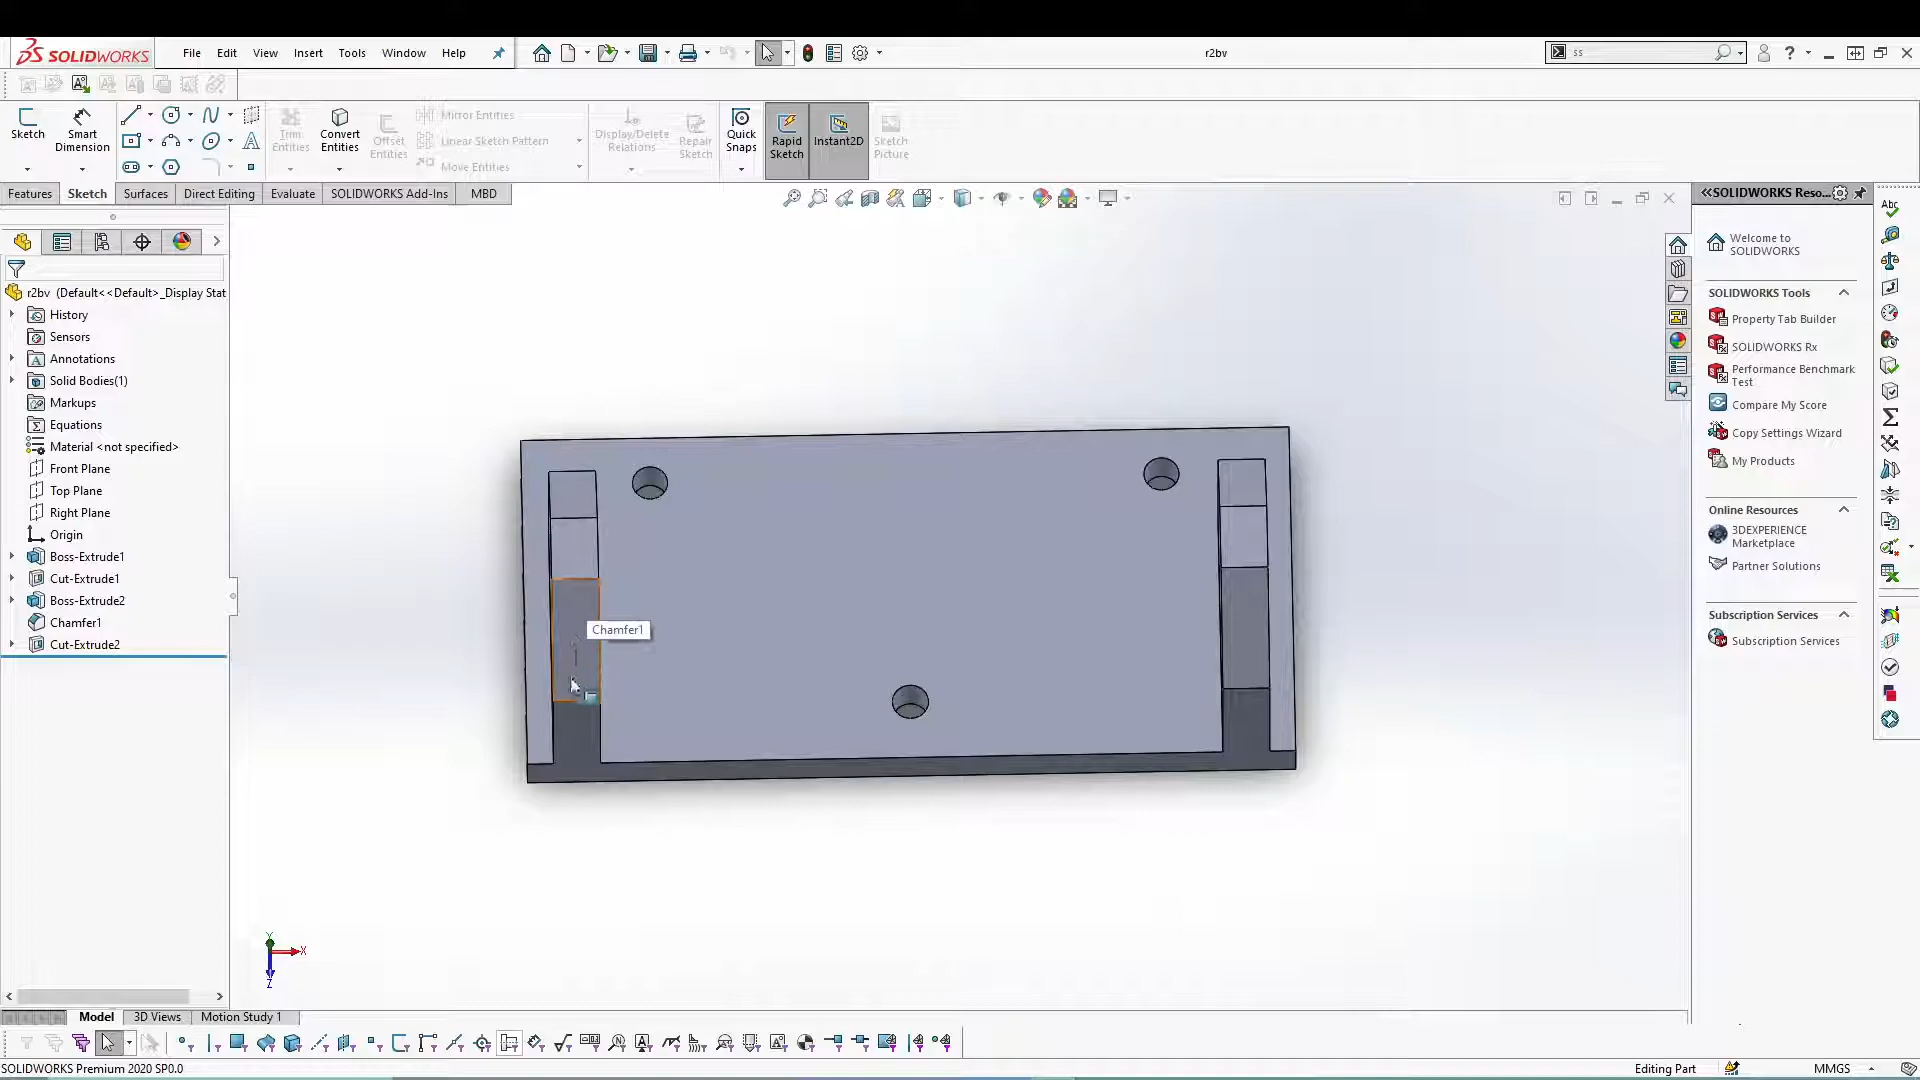 SOLIDWORKS File Edit View Insert Tools Window Help r2bv ss
Sketch Smart Dimension Trim Entities Convert Entities Offset Entities Mirror Entities Linear Sketch Pattern Move Entities Display/Delete Relations Repair Sketch Quick Snaps Rapid Sketch Instant2D Sketch Picture
Features Sketch Surfaces Direct Editing Evaluate SOLIDWORKS Add-Ins MBD
r2bv (Default<<Default>_Display Stat
History
Sensors
Annotations
Solid Bodies(1)
Markups
Equations
Material <not specified>
Front Plane
Top Plane
Right Plane
Origin
Boss-Extrude1
Cut-Extrude1
Boss-Extrude2
Chamfer1
Cut-Extrude2
Chamfer1
Y
X
Z
<<SOLIDWORKS Reso...
Welcome to
SOLIDWORKS
SOLIDWORKS Tools
Property Tab Builder
SOLIDWORKS Rx
Performance Benchmark
Test
Compare My Score
Copy Settings Wizard
My Products
Online Resources
3DEXPERIENCE
Marketplace
Partner Solutions
Subscription Services
Subscription Services
Abc
Model 3D Views Motion Study 1
SOLIDWORKS Premium 2020 SP0.0 Editing Part MMGS